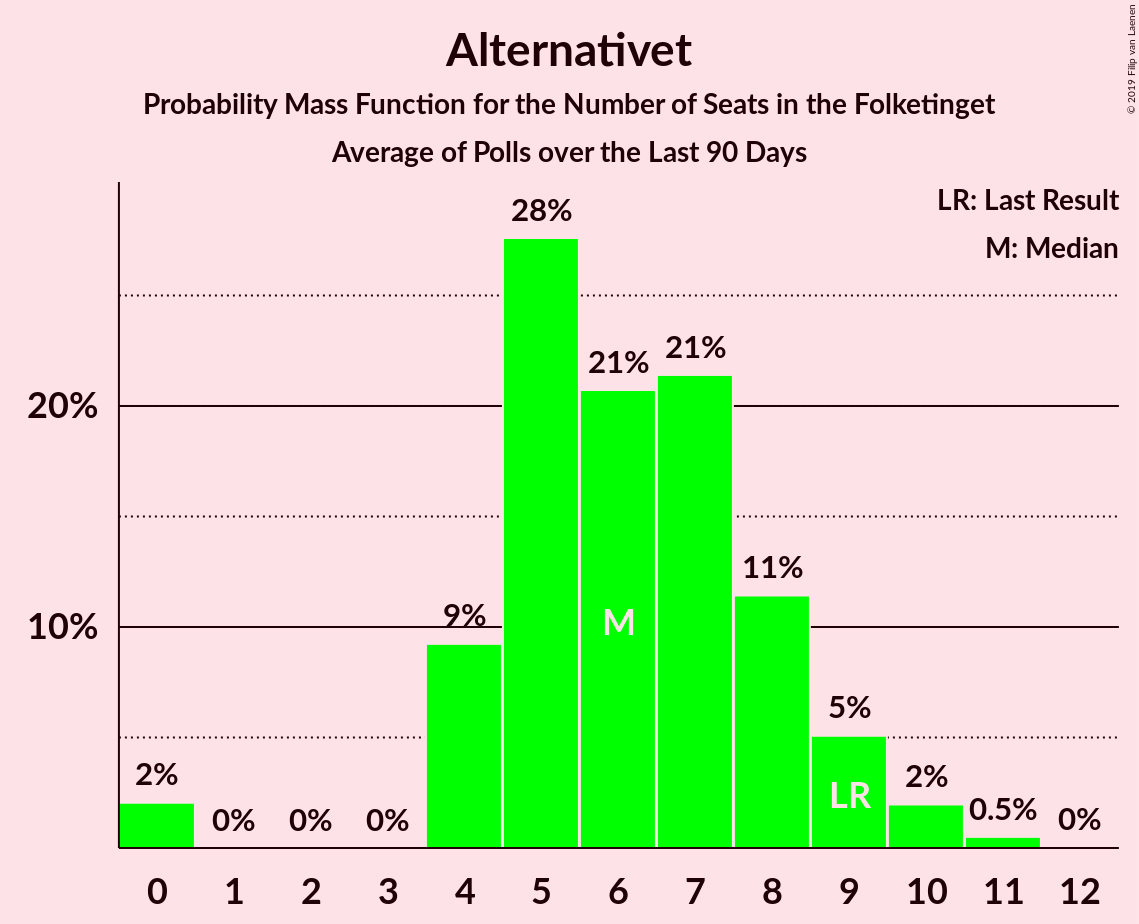 Alternativet
Probability Mass Function for the Number of Seats in the Folketinget
Average of Polls over the Last 90 Days
© 2019 Filip van Laenen
LR: Last Result
M: Median
28%
21%
21%
20%
11%
9%
10%
M
5%
LR
2%
2%
0.5%
0%
0%
0%
0%
0 1 2 3 4 5 6 7 8 9 10 11 12